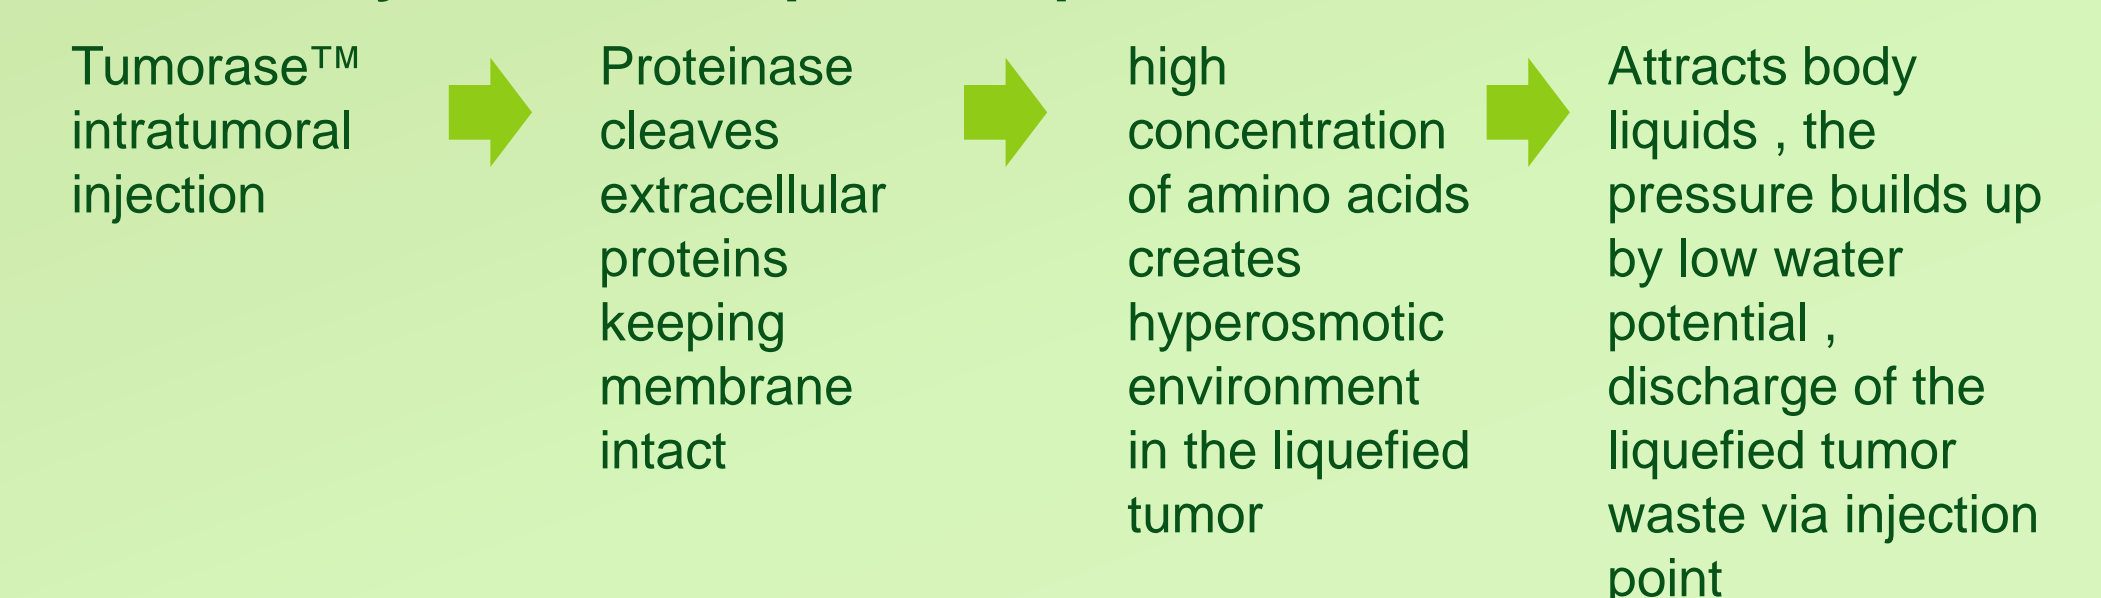 Tumorase™
intratumoral
injection
Proteinase
cleaves
extracellular
proteins
keeping
membrane
intact
high
concentration
of amino acids
creates
hyperosmotic
environment
in the liquefied
tumor
Attracts body
liquids , the
pressure builds up
by low water
potential ,
discharge of the
liquefied tumor
waste via injection
point